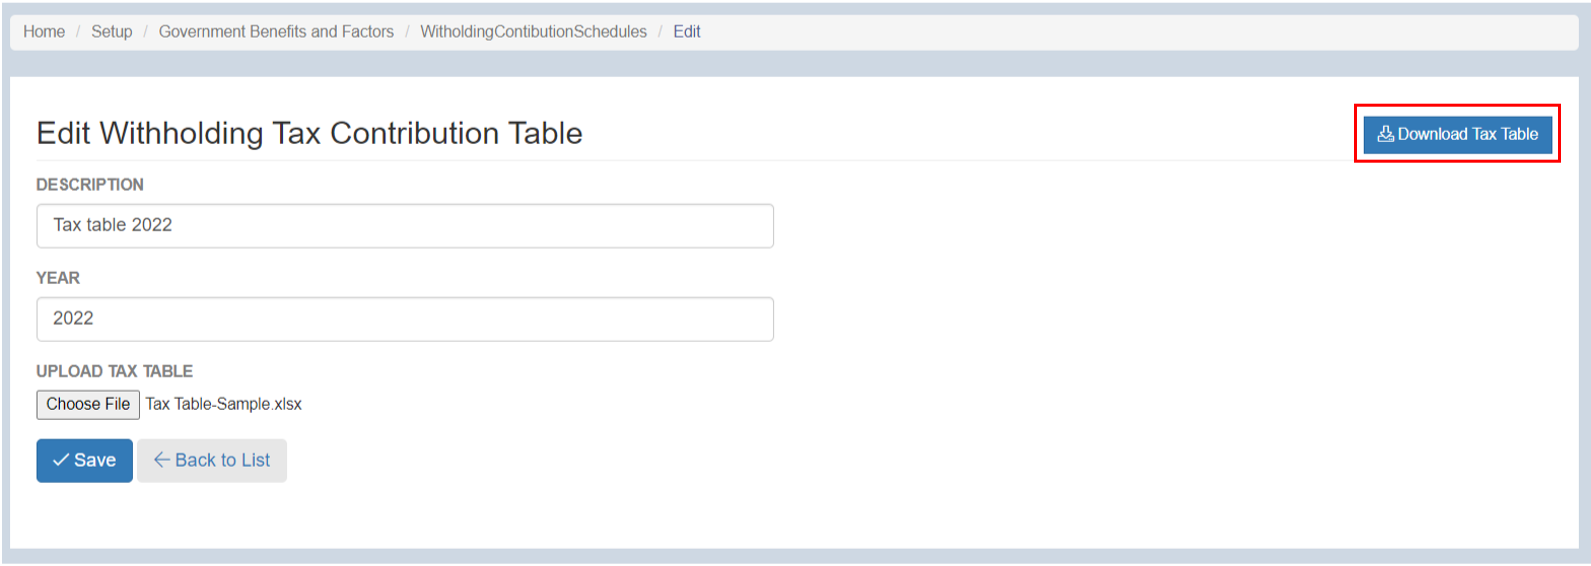 Home / Setup / Government Benefits and Factors / WitholdingContibutionSchedules / Edit
Edit Withholding Tax Contribution Table
Download Tax Table
DESCRIPTION
Tax table 2022
YEAR
2022
UPLOAD TAX TABLE
Choose File Tax Table-Sample.xlsx
Save Back to List